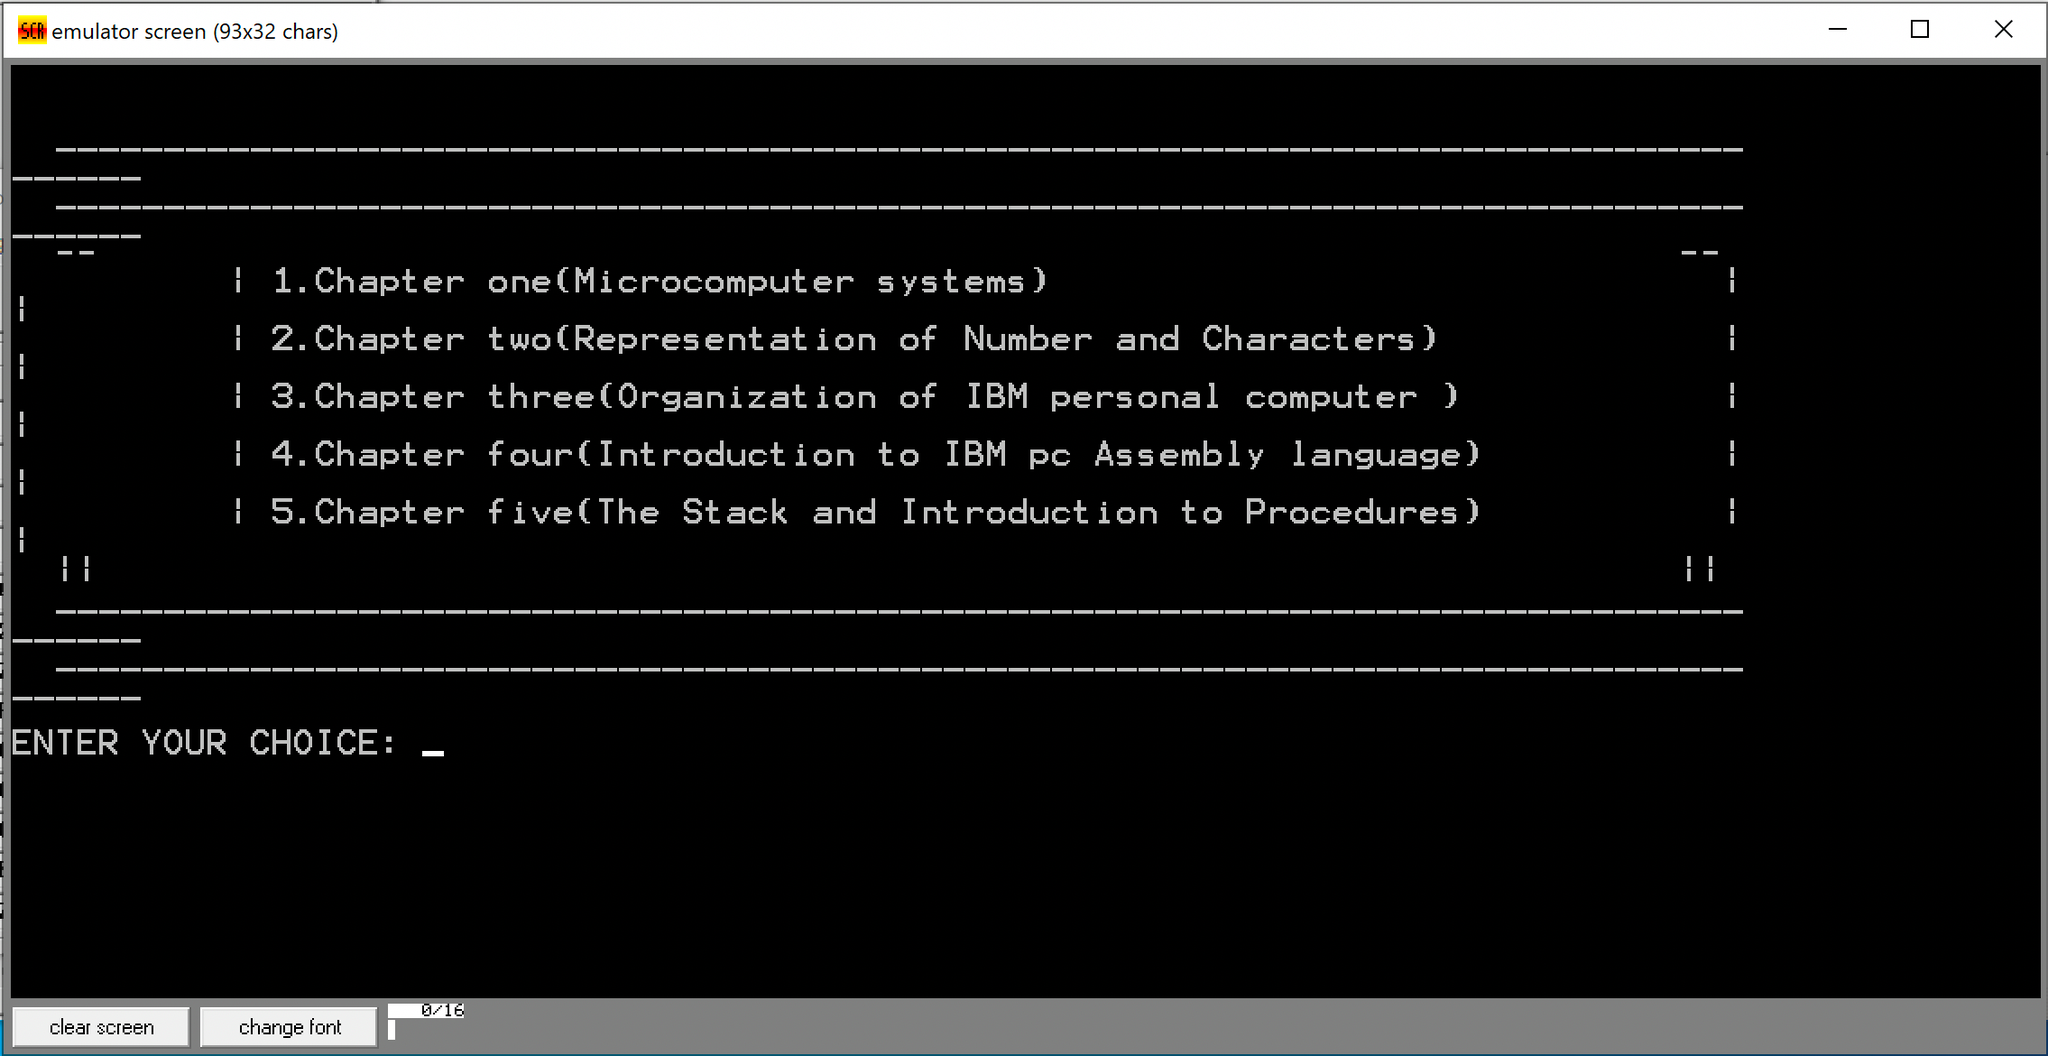 SCR emulator screen (93x32 chars)
------------------------------------------------------------------------------
------
------------------------------------------------------------------------------
------
-- --
| 1.Chapter one(Microcomputer systems) |
|
| 2.Chapter two(Representation of Number and Characters) |
|
| 3.Chapter three(Organization of IBM personal computer ) |
|
| 4.Chapter four(Introduction to IBM pc Assembly language) |
|
| 5.Chapter five(The Stack and Introduction to Procedures) |
|
|| ||
------------------------------------------------------------------------------
------
------------------------------------------------------------------------------
------
ENTER YOUR CHOICE: _
clear screen change font 0/16